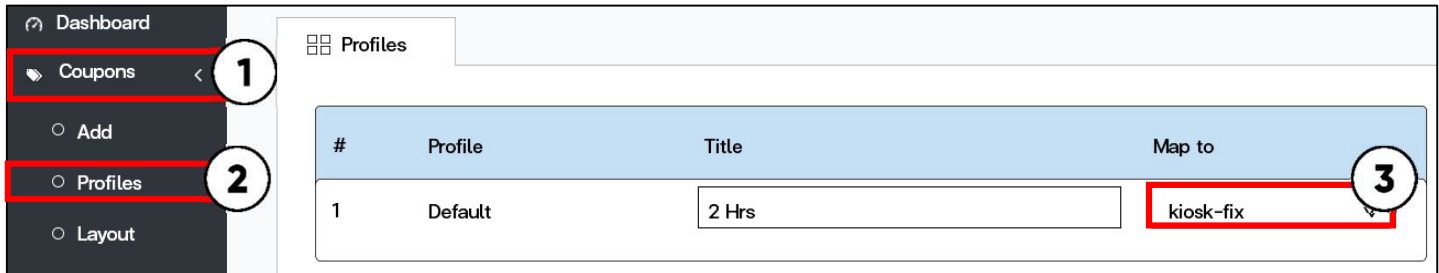 Dashboard
Coupons
1
Add
Profiles
2
Layout
Profiles
# Profile Title Map to
1 Default 2 Hrs kiosk-fix
3